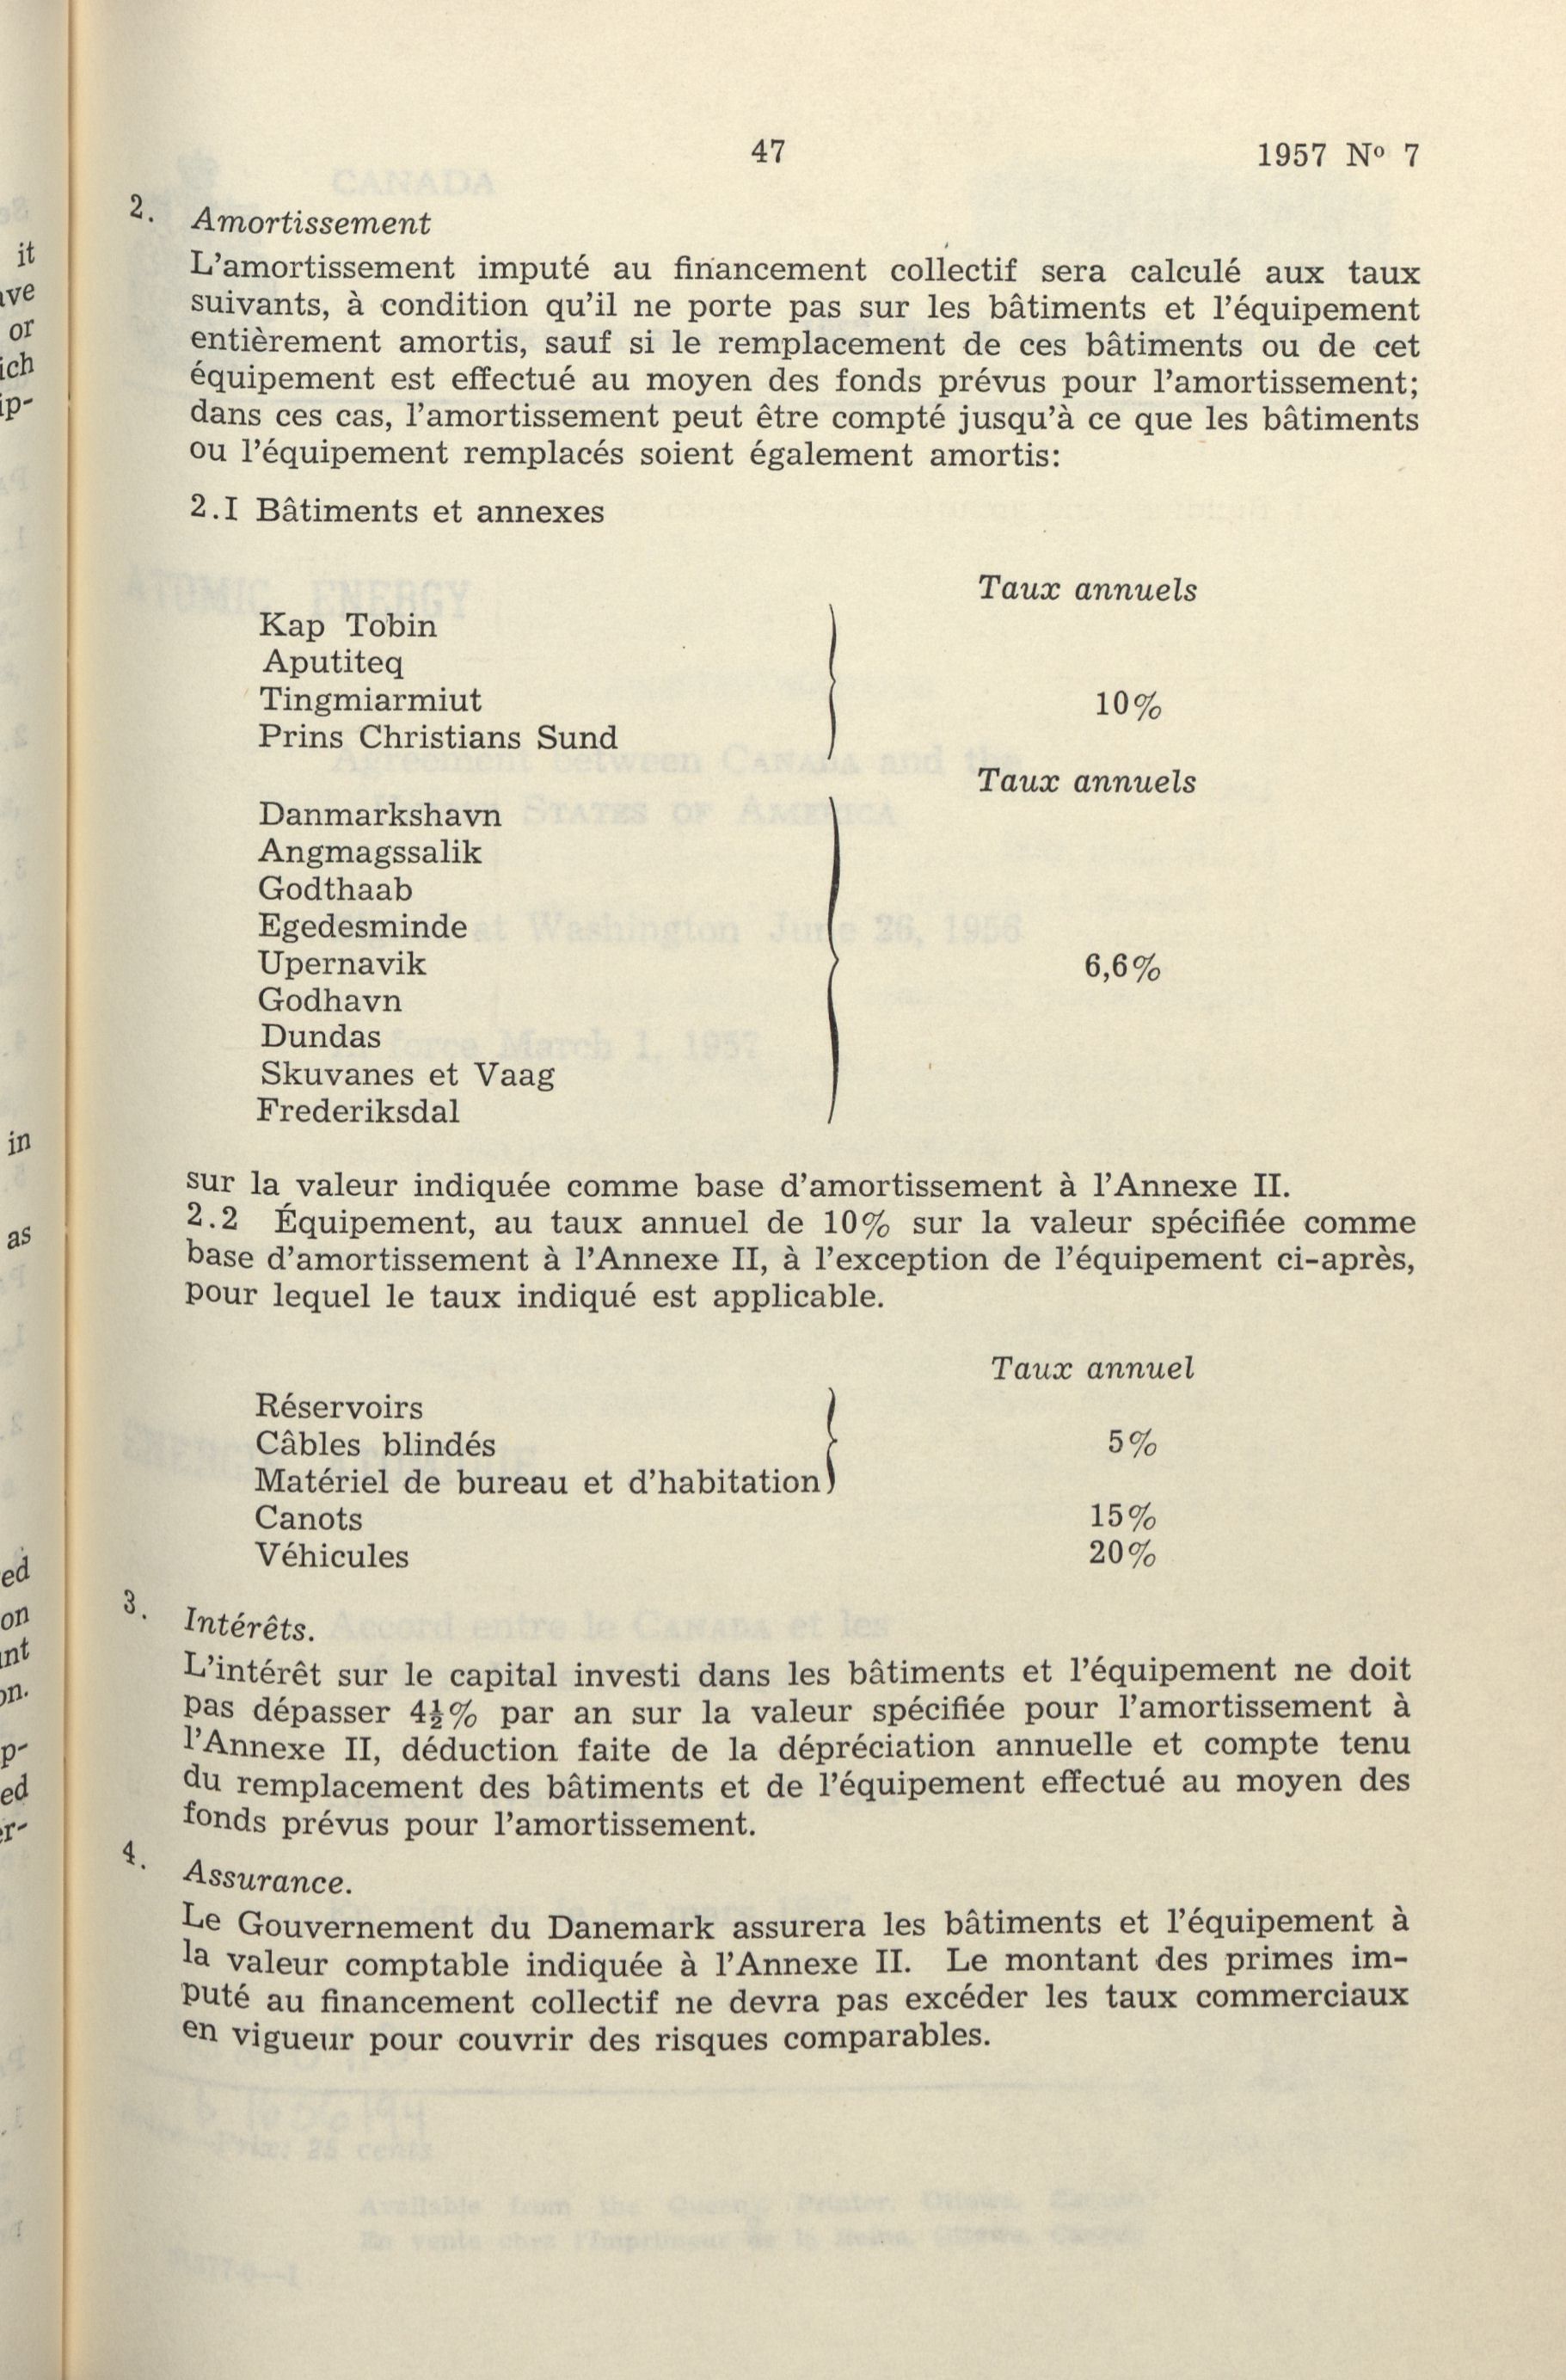 47
1957 Nº 7
2. Amortissement
L'amortissement imputé au financement collectif sera calculé aux taux
suivants, à condition qu'il ne porte pas sur les bâtiments et l'équipement
entièrement amortis, sauf si le remplacement de ces bâtiments ou de cet
équipement est effectué au moyen des fonds prévus pour l'amortissement;
dans ces cas, l'amortissement peut être compté jusqu'à ce que les bâtiments
ou l'équipement remplacés soient également amortis:
2.I Bâtiments et annexes
Taux annuels
Kap Tobin
Aputiteq
Tingmiarmiut 10%
Prins Christians Sund
Taux annuels
Danmarkshavn
Angmagssalik
Godthaab
Egedesminde
Upernavik 6,6%
Godhavn
Dundas
Skuvanes et Vaag
Frederiksdal
sur la valeur indiquée comme base d'amortissement à l'Annexe II.
2.2 Équipement, au taux annuel de 10% sur la valeur spécifiée comme
base d'amortissement à l'Annexe II, à l'exception de l'équipement ci-après,
pour lequel le taux indiqué est applicable.
Taux annuel
Réservoirs
Câbles blindés 5%
Matériel de bureau et d'habitation
Canots 15%
Véhicules 20%
3. Intérêts.
L'intérêt sur le capital investi dans les bâtiments et l'équipement ne doit
pas dépasser 4½% par an sur la valeur spécifiée pour l'amortissement à
l'Annexe II, déduction faite de la dépréciation annuelle et compte tenu
du remplacement des bâtiments et de l'équipement effectué au moyen des
fonds prévus pour l'amortissement.
4. Assurance.
Le Gouvernement du Danemark assurera les bâtiments et l'équipement à
la valeur comptable indiquée à l'Annexe II. Le montant des primes im-
puté au financement collectif ne devra pas excéder les taux commerciaux
en vigueur pour couvrir des risques comparables.